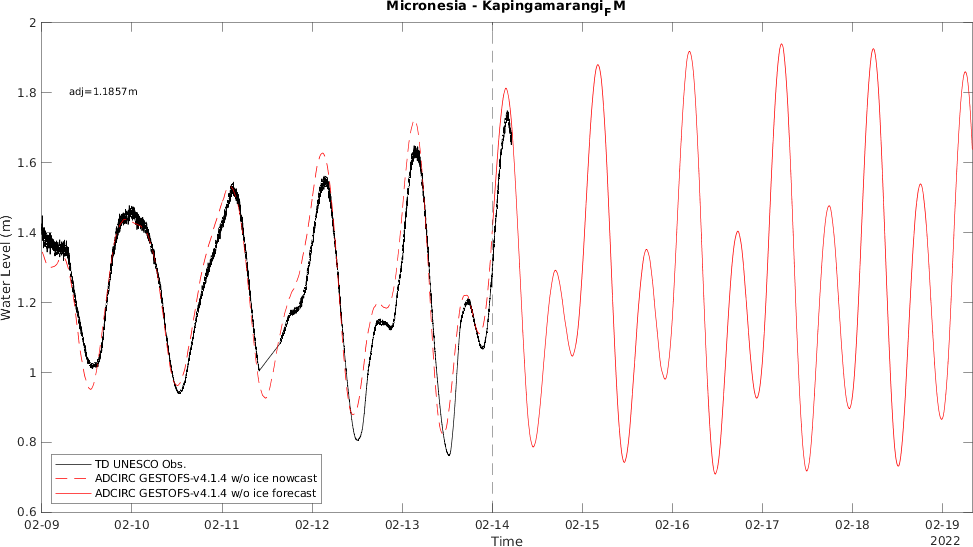 Micronesia - Kapingamarangi_FM
2
1.8
1.6
1.4
1.2
1
0.8
0.6
Water Level (m)
adj=1.1857m
TD UNESCO Obs.
ADCIRC GESTOFS-v4.1.4 w/o ice nowcast
ADCIRC GESTOFS-v4.1.4 w/o ice forecast
02-09 02-10 02-11 02-12 02-13 02-14 02-15 02-16 02-17 02-18 02-19
Time 2022